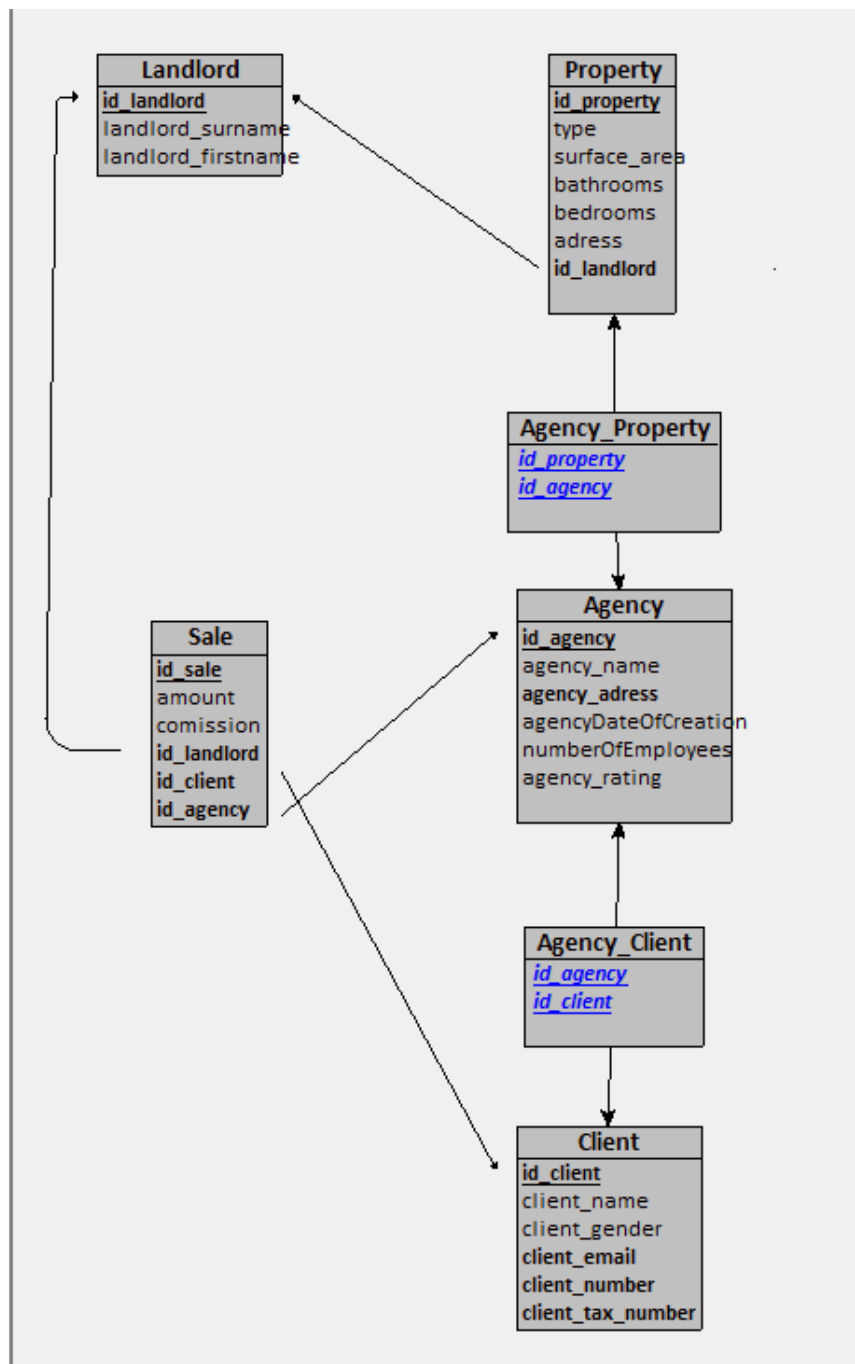 Landlord
id_landlord
landlord_surname
landlord_firstname
Property
id_property
type
surface_area
bathrooms
bedrooms
adress
id_landlord
Agency_Property
id_property
id_agency
Agency
id_agency
agency_name
agency_adress
agencyDateOfCreation
numberOfEmployees
agency_rating
Sale
id_sale
amount
comission
id_landlord
id_client
id_agency
Agency_Client
id_agency
id_client
Client
id_client
client_name
client_gender
client_email
client_number
client_tax_number